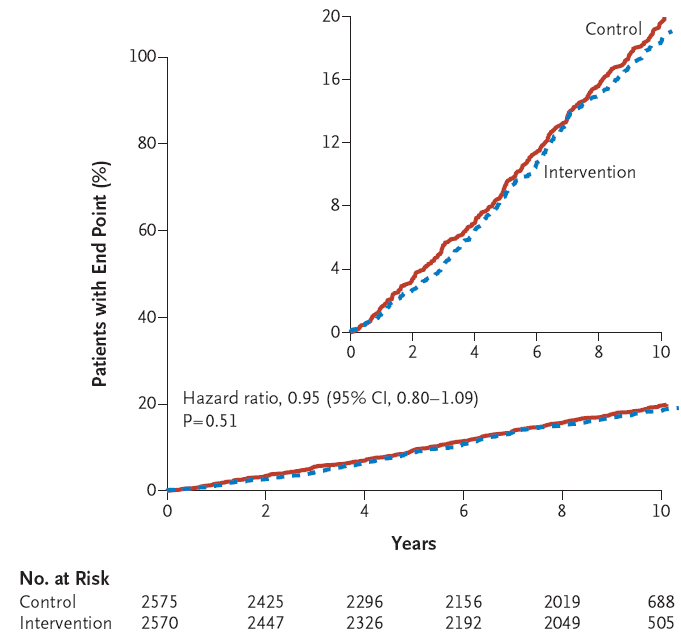 20
Control
16
12
Intervention
8
4
0
0 2 4 6 8 10
Patients with End Point (%)
100
80
60
40
20
0
Hazard ratio, 0.95 (95% CI, 0.80–1.09)
P=0.51
0 2 4 6 8 10
Years
No. at Risk
Control 2575 2425 2296 2156 2019 688
Intervention 2570 2447 2326 2192 2049 505